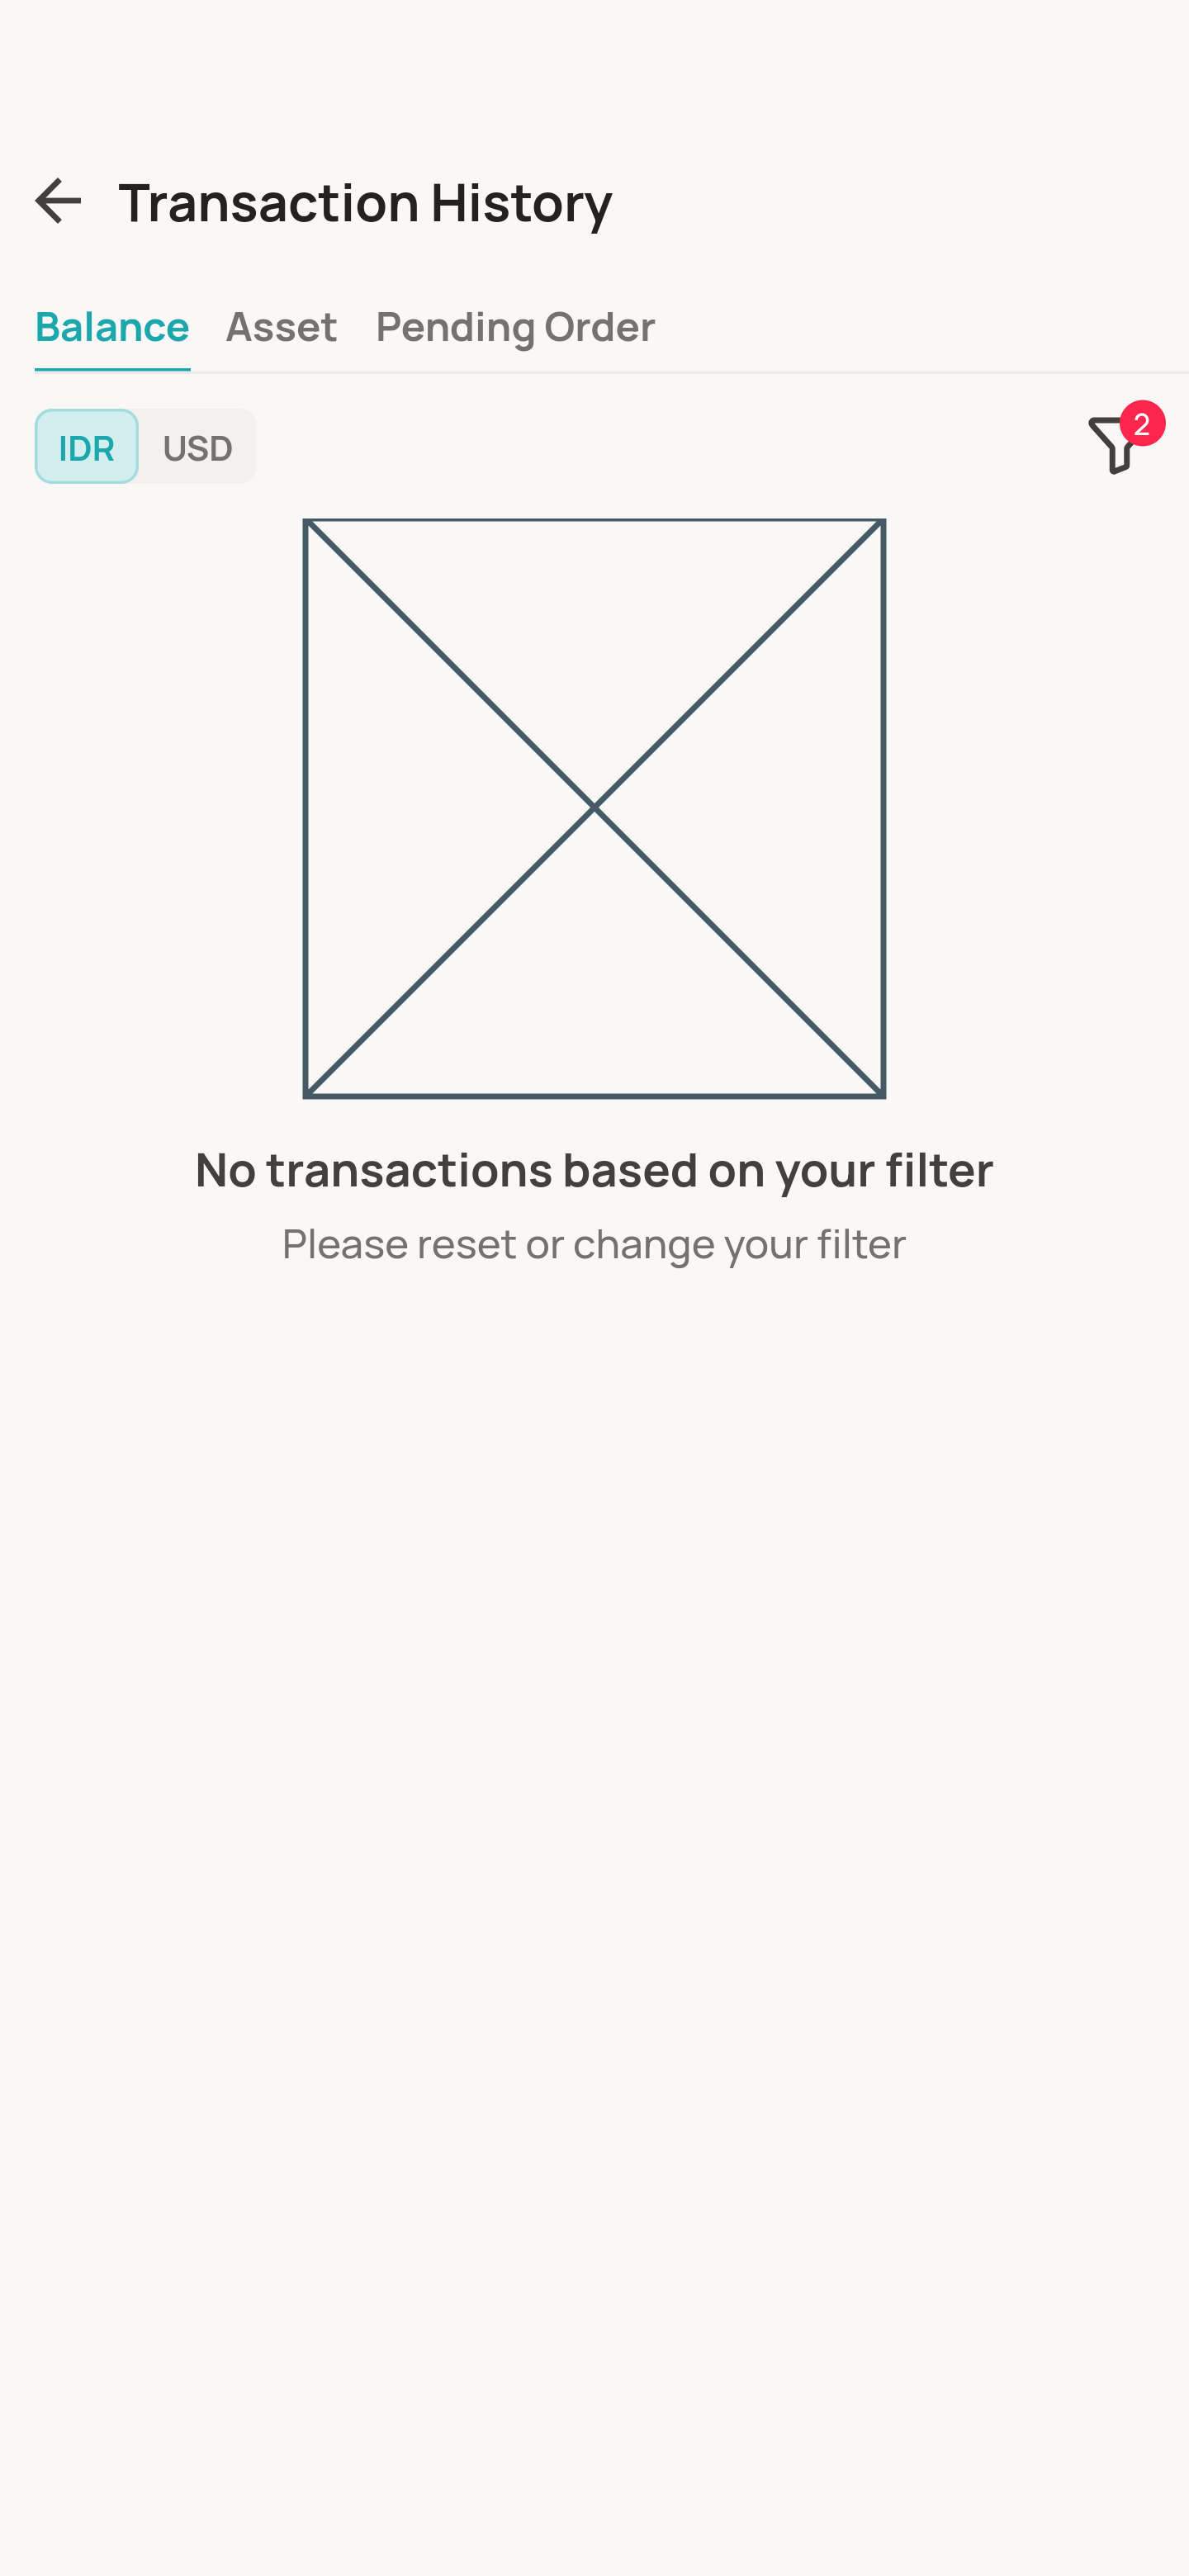 Transaction History
Balance Asset Pending Order
IDR USD
2
No transactions based on your filter
Please reset or change your filter